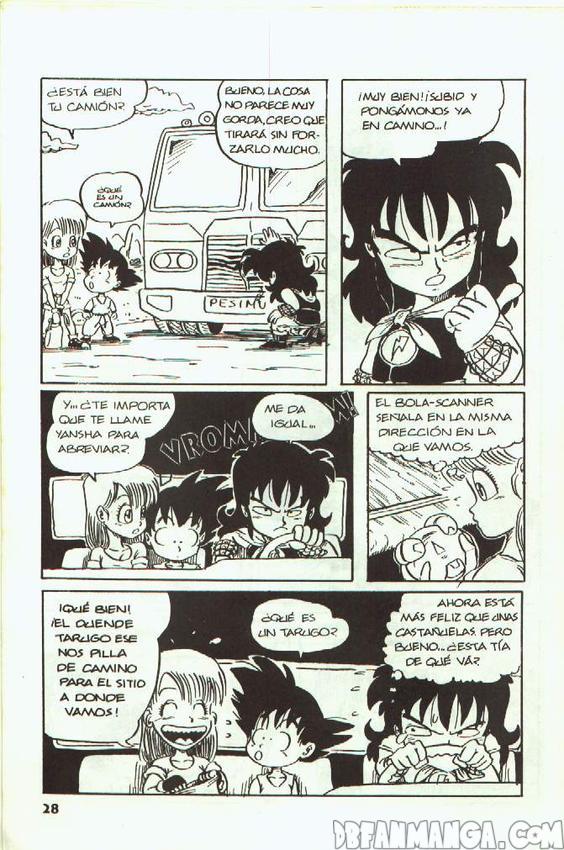 ¿ESTÁ BIEN
TU CAMIÓN?
BUENO, LA COSA
NO PARECE MUY
GORDA, CREO QUE
TIRARÁ SIN FOR-
ZARLO MUCHO.
¿QUÉ
ES UN
CAMIÓN?
PESIN
¡MUY BIEN! ¡SUBID Y
PONGÁMONOS YA
EN CAMINO...!
Y... ¿TE IMPORTA
QUE TE LLAME
YANSHA PARA
ABREVIAR?
VROM
ME DA
IGUAL...
EL BOLA-SCANNER
SEÑALA EN LA MISMA
DIRECCIÓN EN LA
QUE VAMOS.
¡QUÉ BIEN!
¡EL DUENDE
TARUGO ESE
NOS PILLA
DE CAMINO
PARA EL SITIO
A DONDE
VAMOS!
¿QUÉ ES
UN TARUGO?
AHORA ESTÁ
MÁS FELIZ QUE UNAS
CASTAÑUELAS, PERO
BUENO... ¿ESTA TÍA
DE QUÉ VA?
28
DBFANMANGA.COM